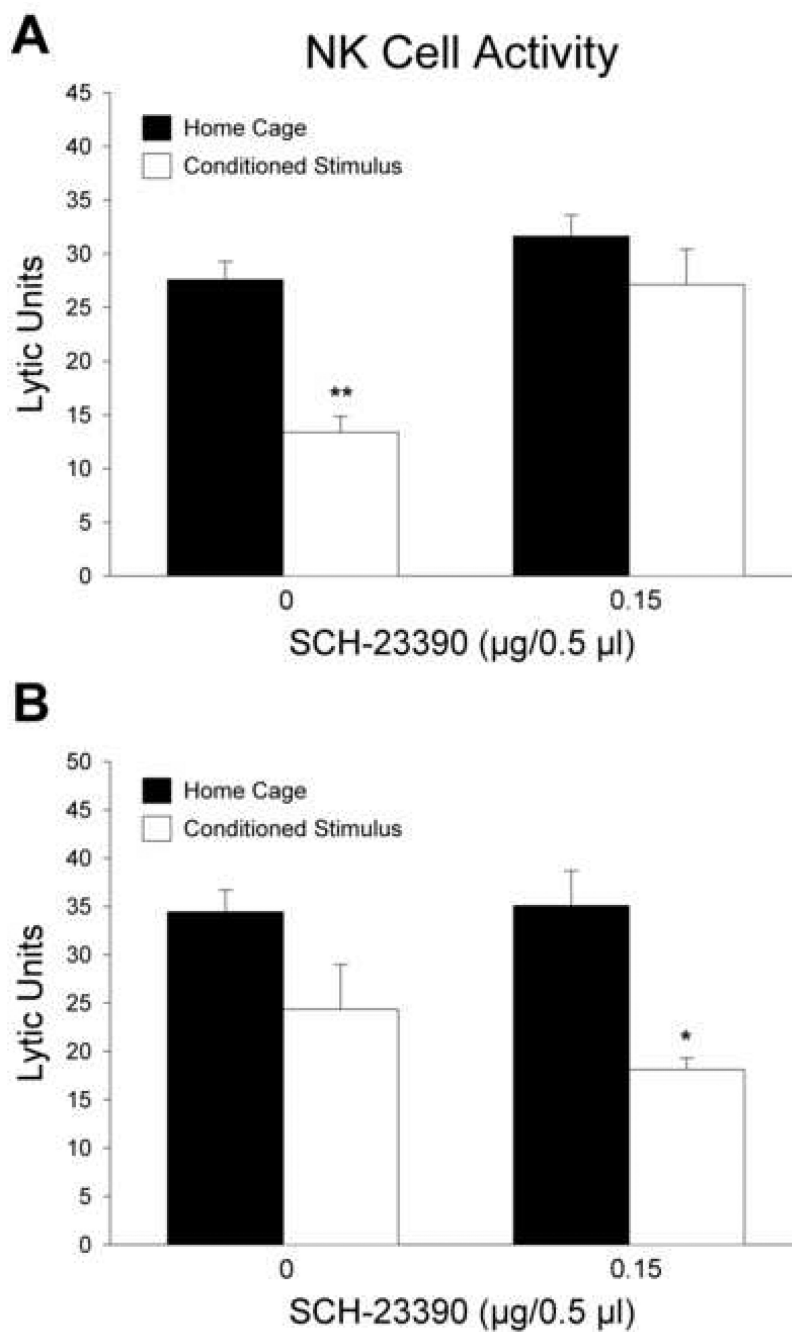 A
NK Cell Activity
45
40
35
30
25
20
15
10
5
0
Lytic Units
Home Cage
Conditioned Stimulus
**
0
0.15
SCH-23390 (µg/0.5 µl)
B
50
45
40
35
30
25
20
15
10
5
0
Lytic Units
Home Cage
Conditioned Stimulus
*
0
0.15
SCH-23390 (µg/0.5 µl)